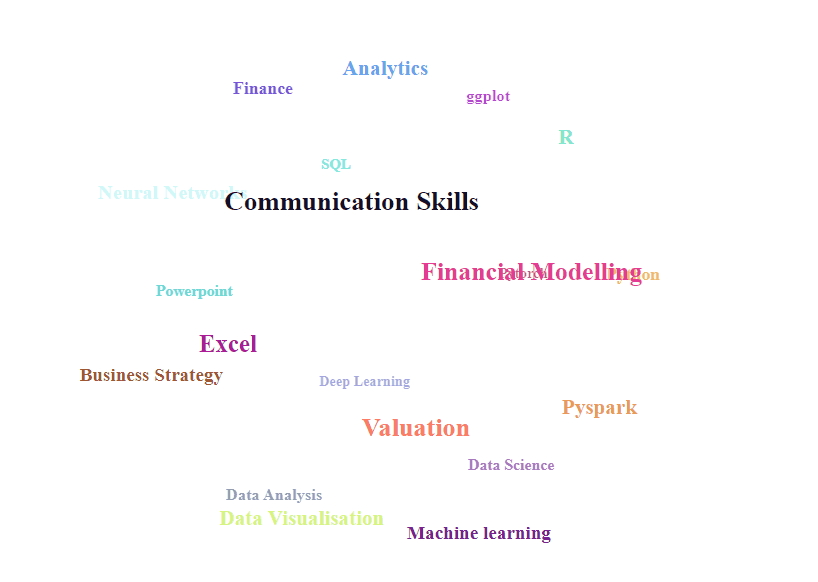 Analytics
Finance
ggplot
R
SQL
Neural Networks
Communication Skills
Financial Modelling
Python
Powerpoint
Excel
Business Strategy
Deep Learning
Pyspark
Valuation
Data Science
Data Analysis
Data Visualisation
Machine learning